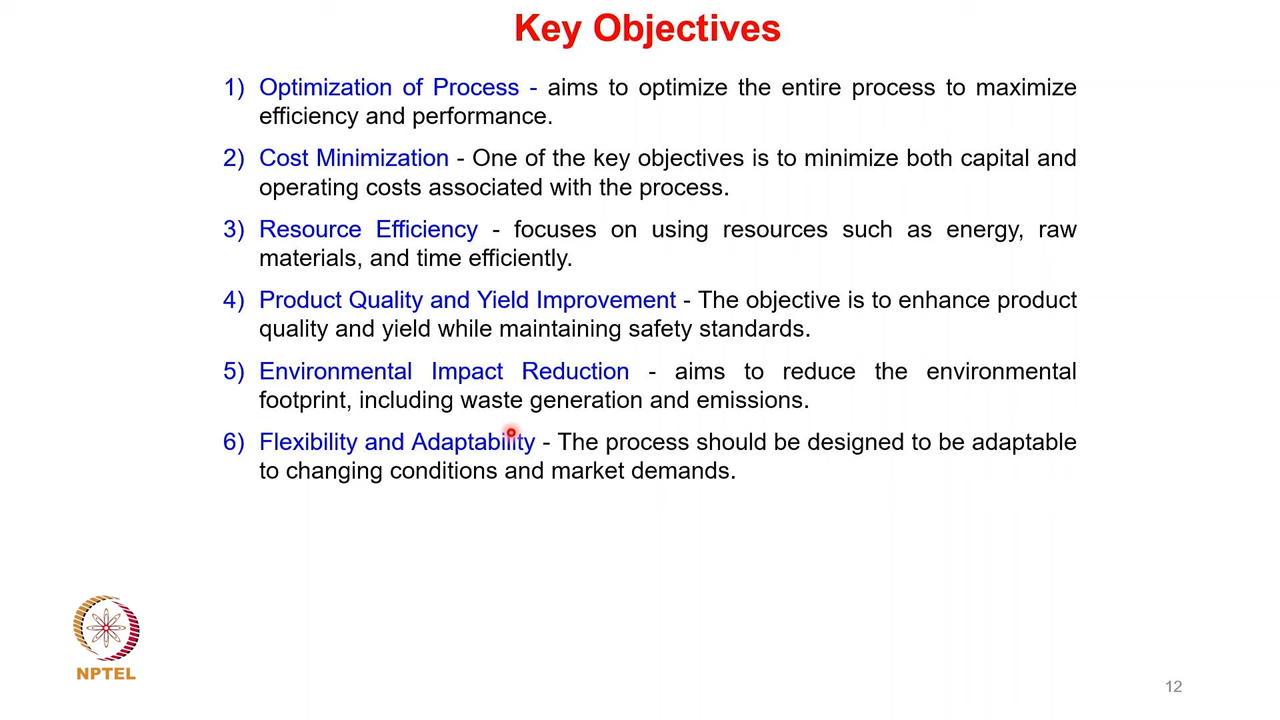 Key Objectives
1) Optimization of Process - aims to optimize the entire process to maximize
efficiency and performance.
2) Cost Minimization - One of the key objectives is to minimize both capital and
operating costs associated with the process.
3) Resource Efficiency - focuses on using resources such as energy, raw
materials, and time efficiently.
4) Product Quality and Yield Improvement - The objective is to enhance product
quality and yield while maintaining safety standards.
5) Environmental Impact Reduction - aims to reduce the environmental
footprint, including waste generation and emissions.
6) Flexibility and Adaptability - The process should be designed to be adaptable
to changing conditions and market demands.
NPTEL
12